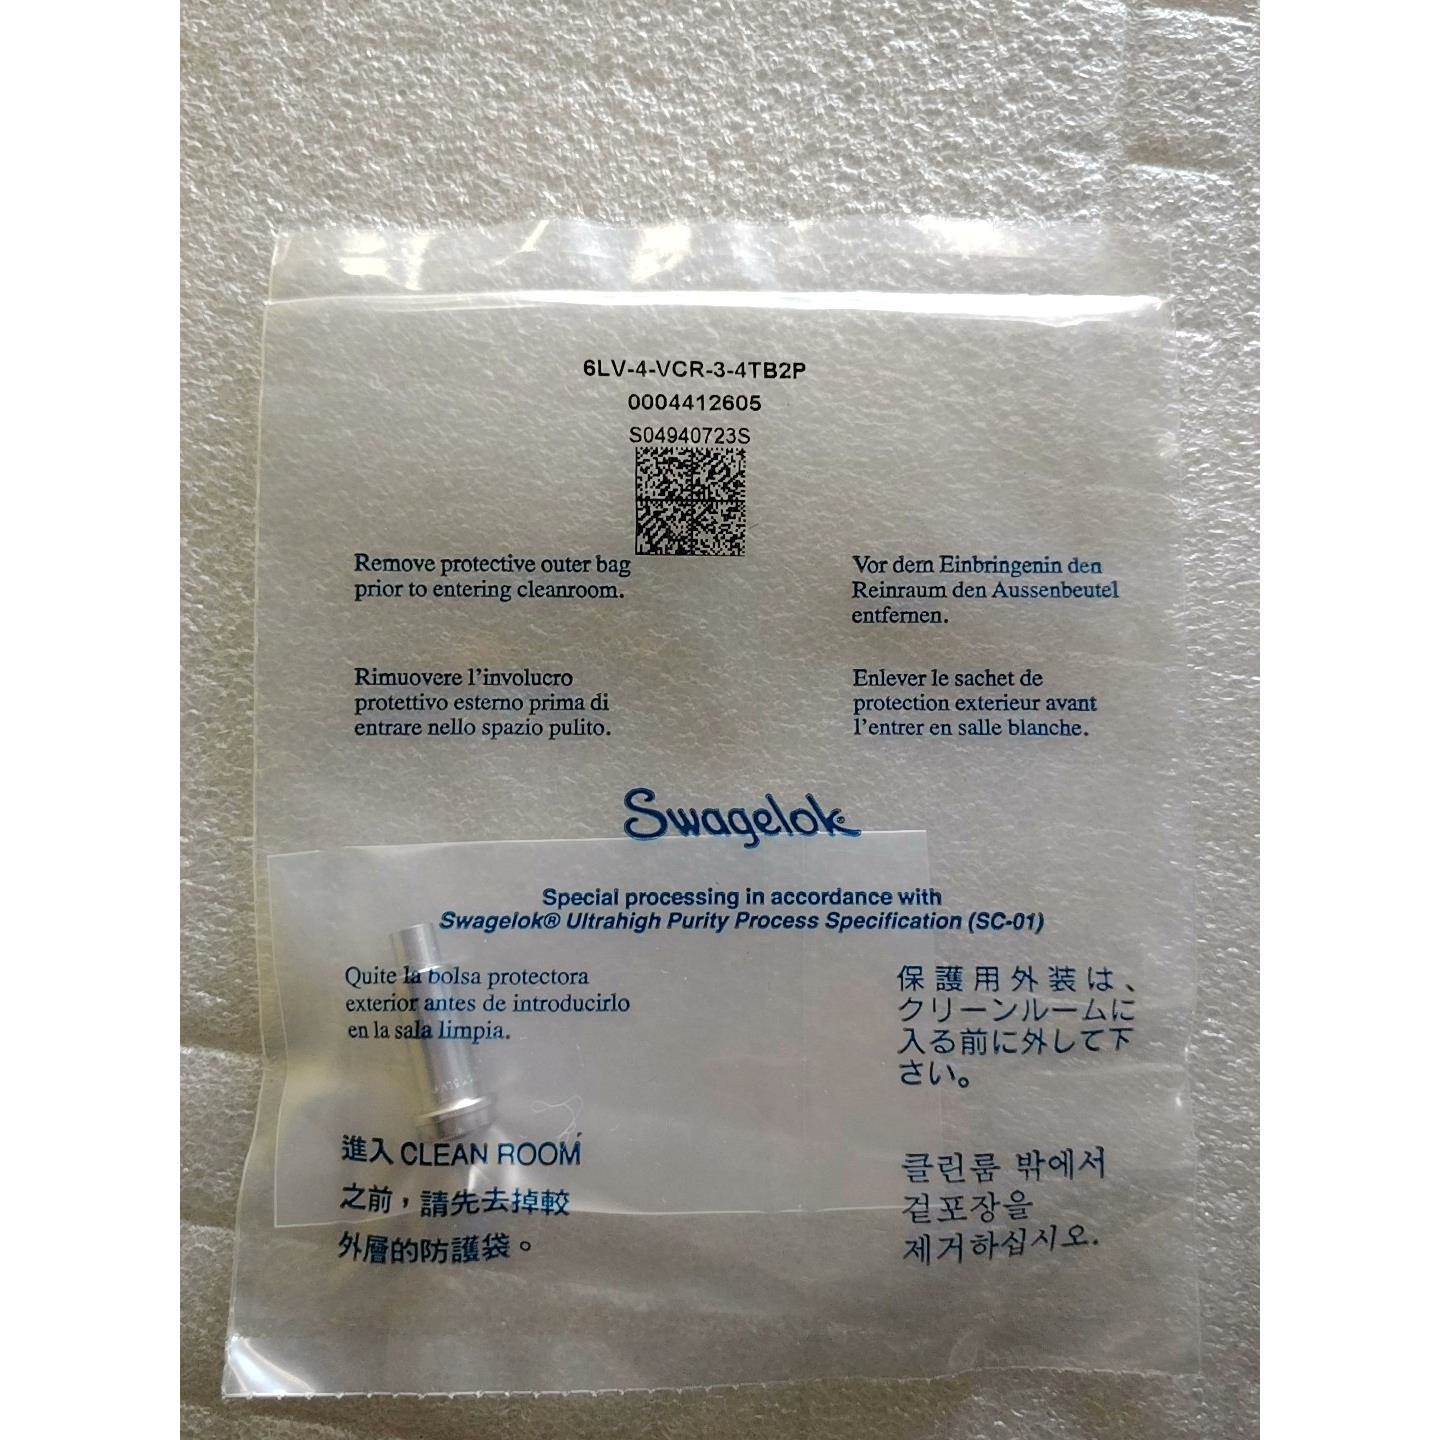 6LV-4-VCR-3-4TB2P
0004412605
S04940723S
Remove protective outer bag
prior to entering cleanroom.
Vor dem Einbringenin den
Reinraum den Aussenbeutel
entfernen.
Rimuovere l'involucro
protettivo esterno prima di
entrare nello spazio pulito.
Enlever le sachet de
protection exterieur avant
l'entrer en salle blanche.
Swagelok®
Special processing in accordance with
Swagelok® Ultrahigh Purity Process Specification (SC-01)
Quite la bolsa protectora
exterior antes de introducirlo
en la sala limpia.
保護用外装は、
クリーンルームに
入る前に外して下
さい。
進入 CLEAN ROOM
之前，請先去掉較
外層的防護袋。
클린룸 밖에서
겉포장을
제거하십시오.